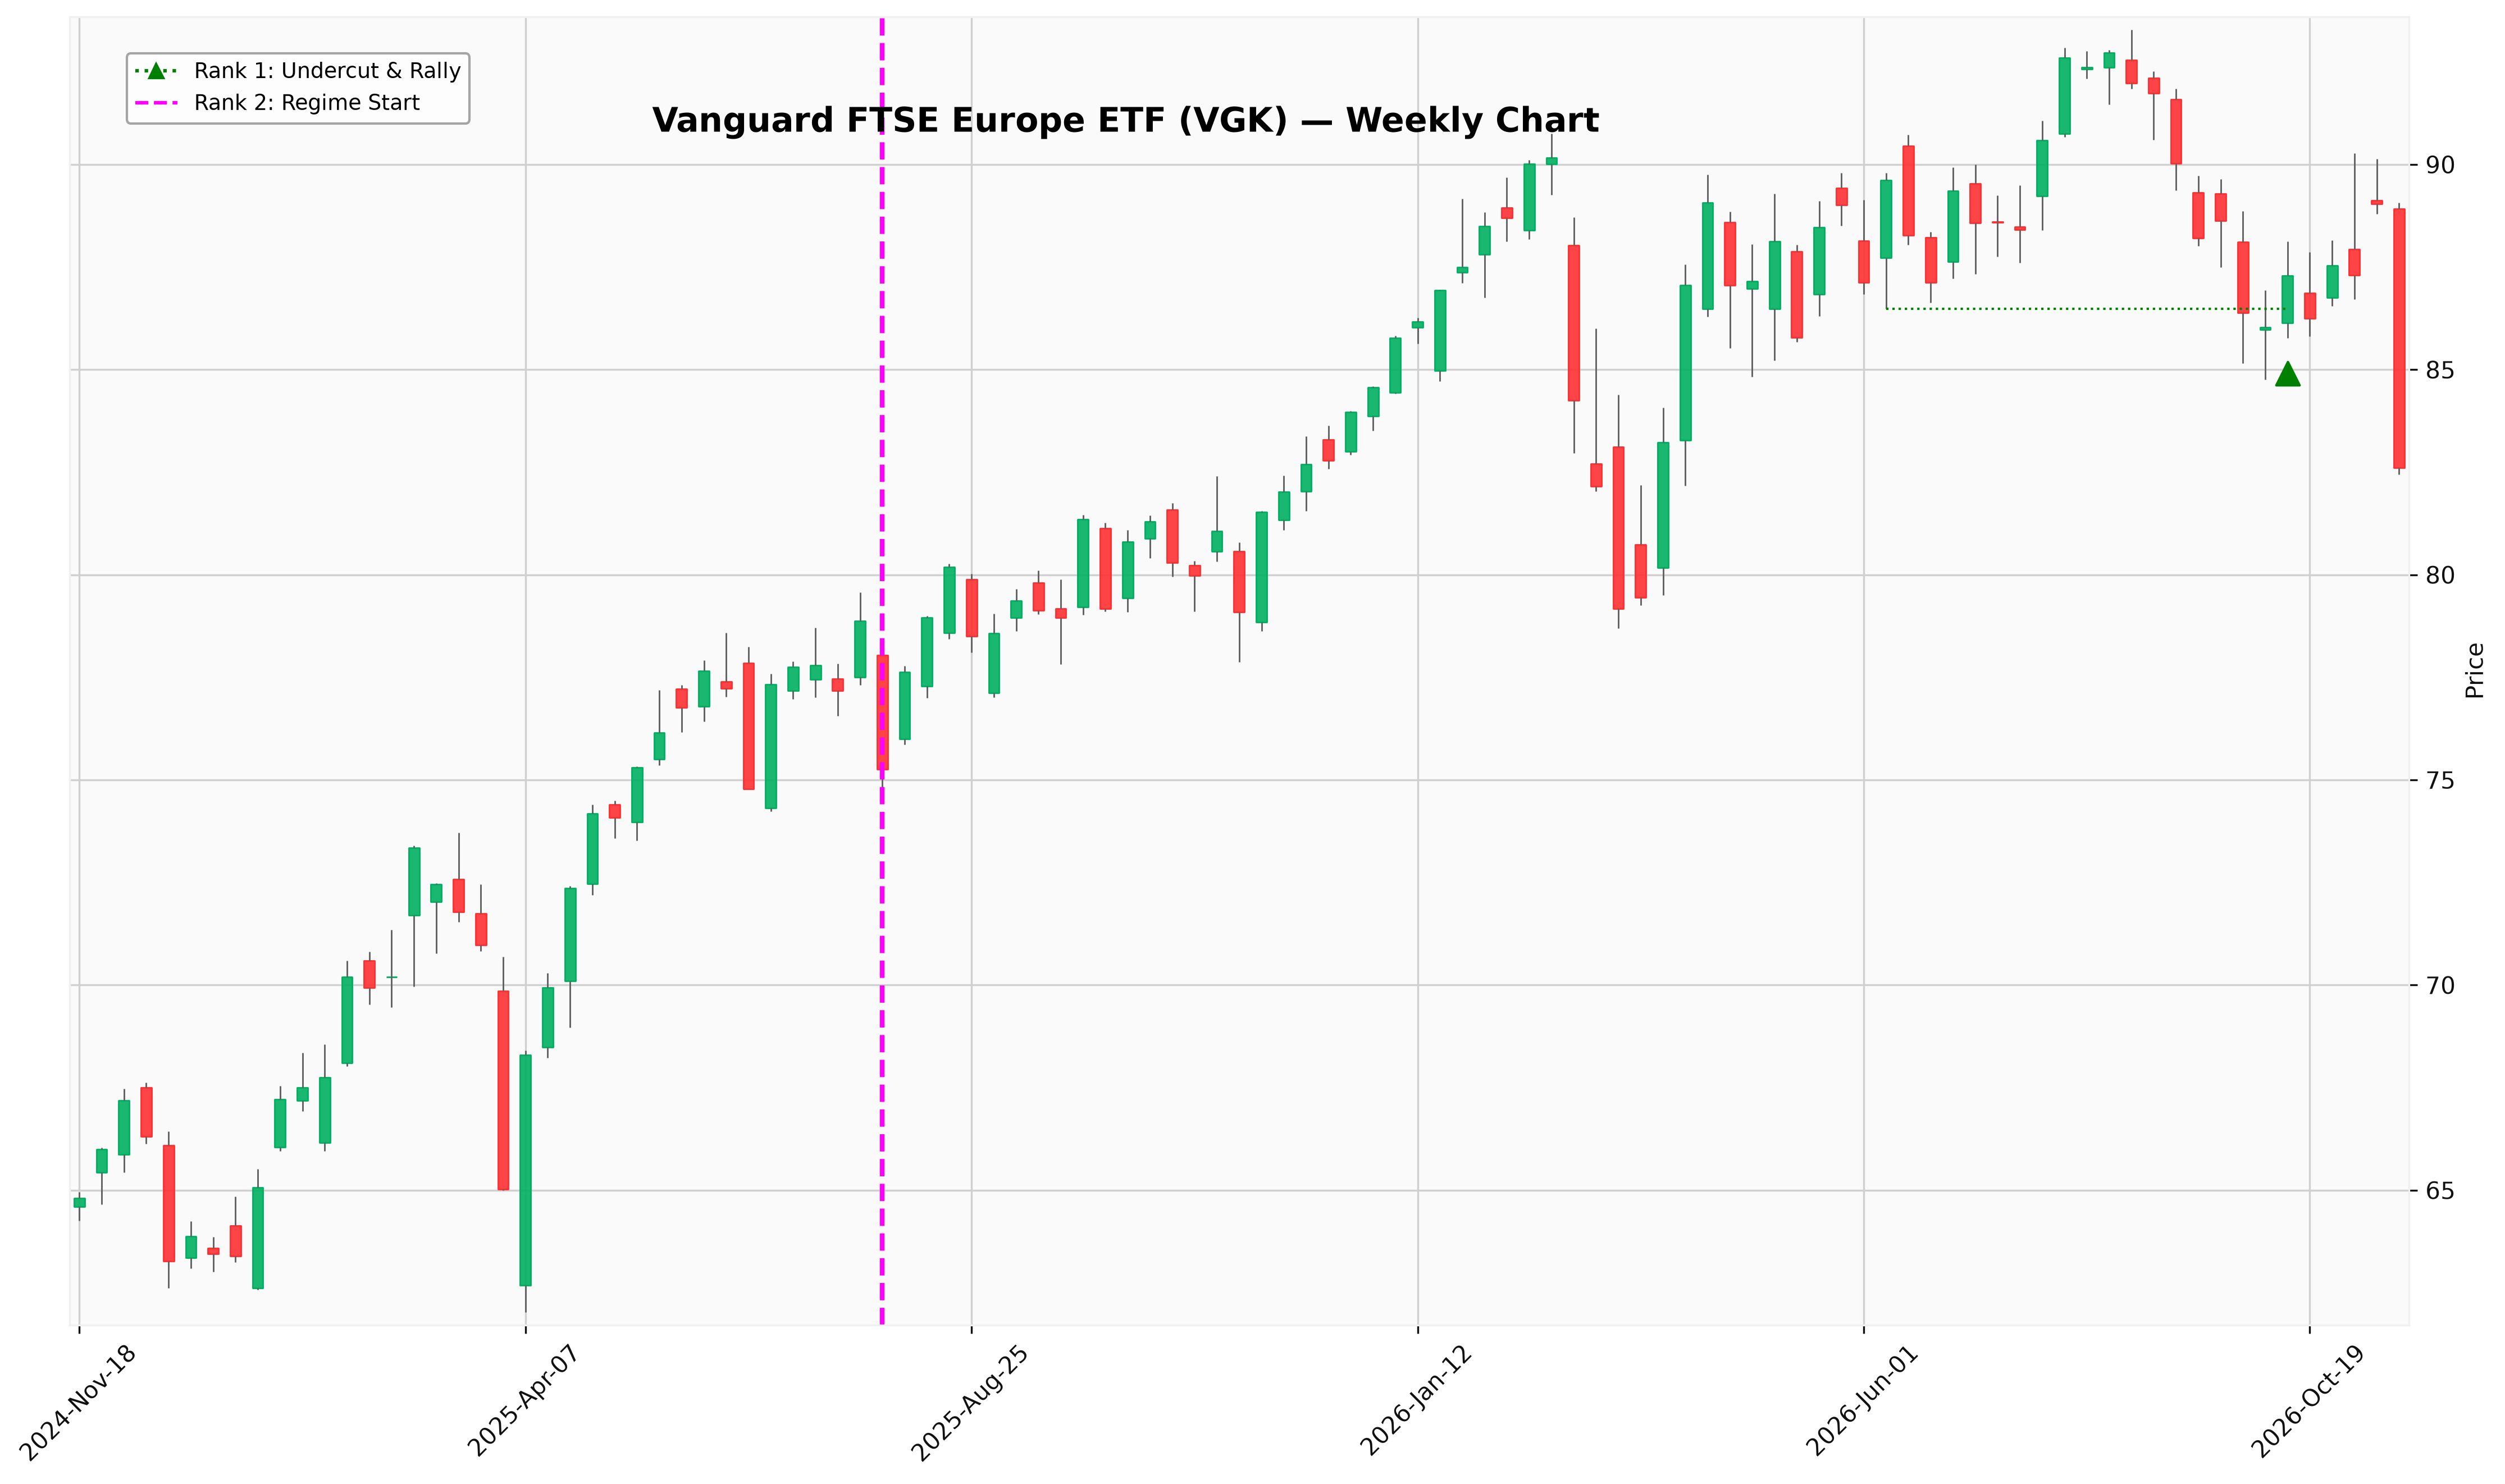 Rank 1: Undercut & Rally
Rank 2: Regime Start
Vanguard FTSE Europe ETF (VGK) — Weekly Chart
90
85
80
75
70
65
Price
2024-Nov-18
2025-Apr-07
2025-Aug-25
2026-Jan-12
2026-Jun-01
2026-Oct-19